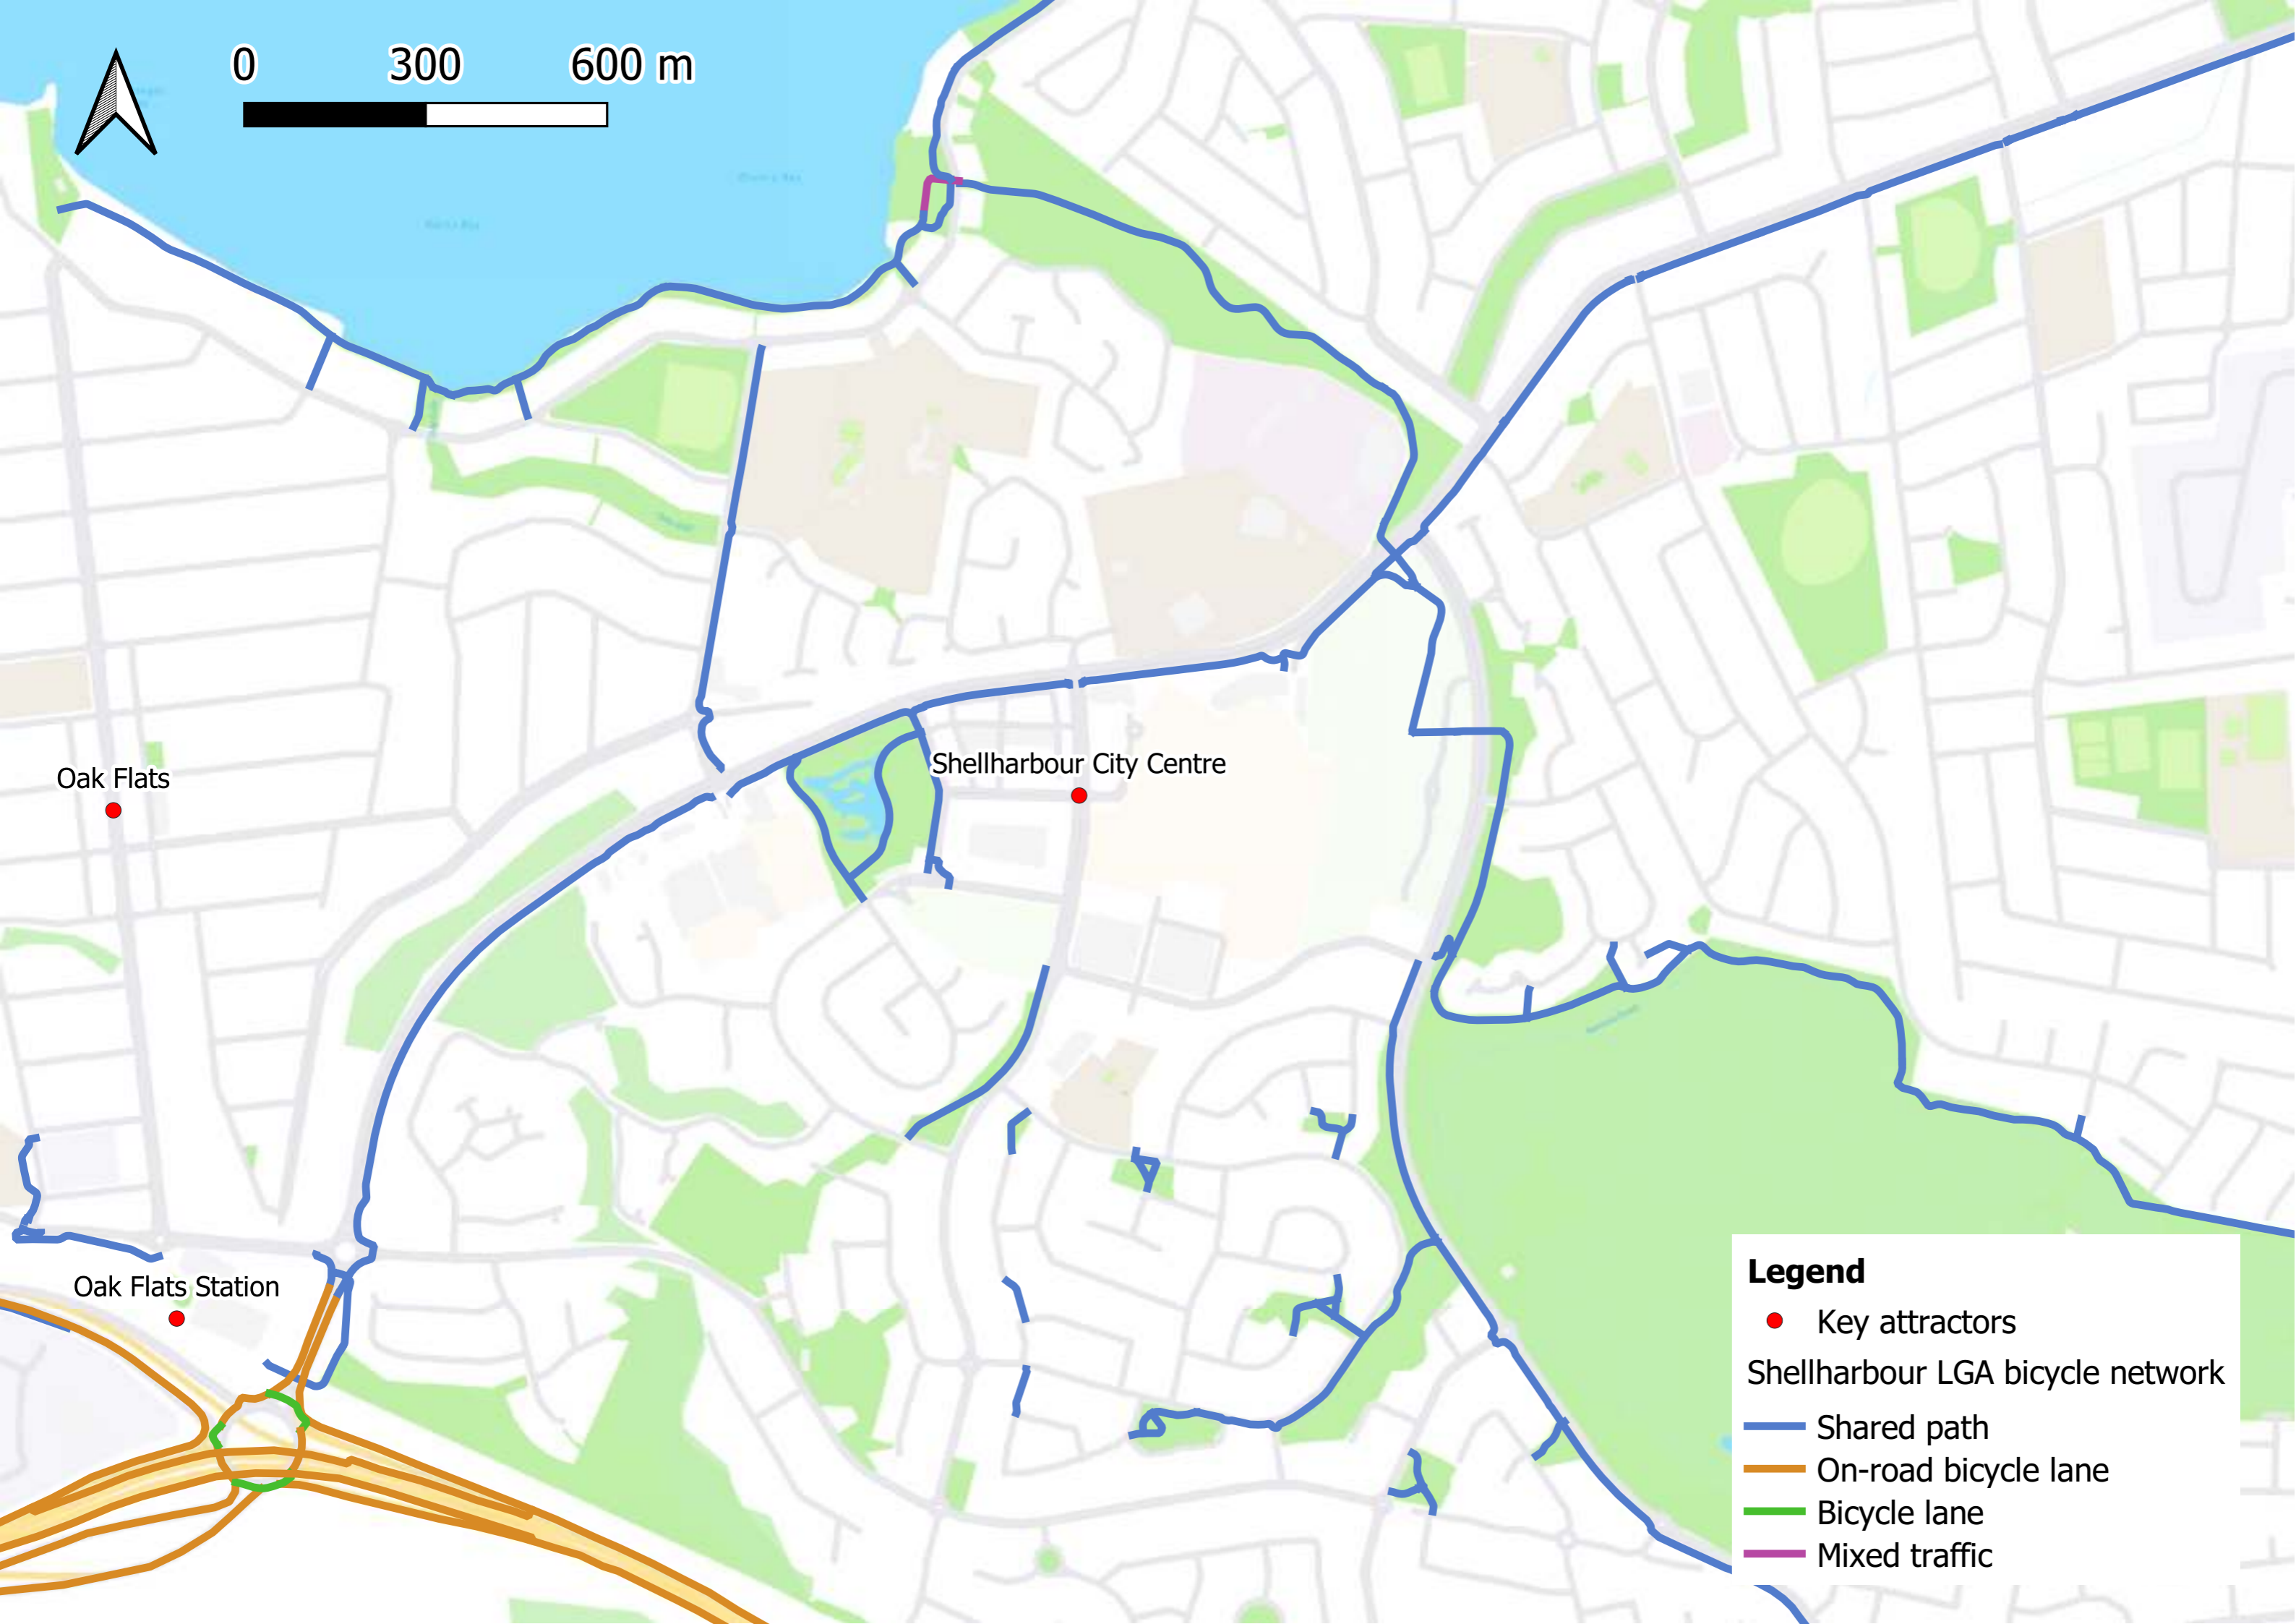 0 300 600 m
Shellharbour City Centre
Oak Flats
Oak Flats Station
Legend
Key attractors
Shellharbour LGA bicycle network
Shared path
On-road bicycle lane
Bicycle lane
Mixed traffic